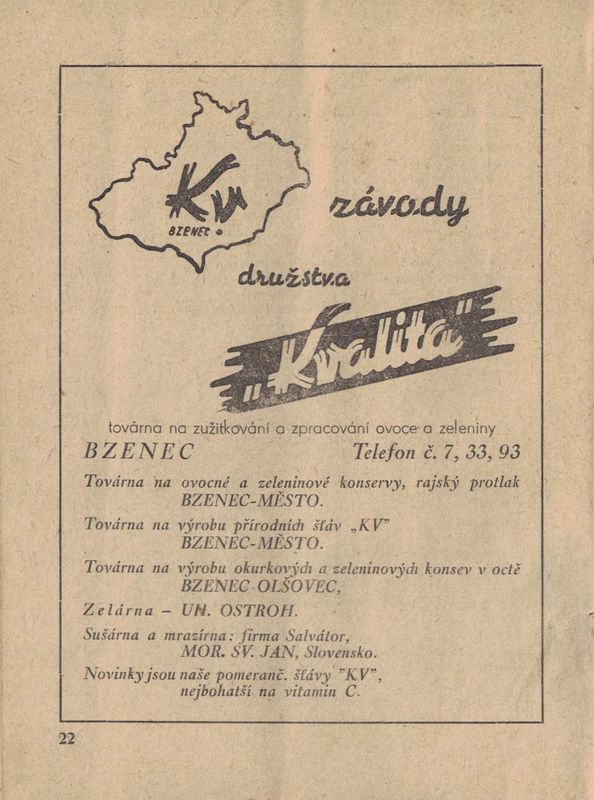 Kv
BZENEC
závody
družstva
„Kvalita"
továrna na zužitkování a zpracování ovoce a zeleniny
BZENEC Telefon č. 7, 33, 93
Továrna na ovocné a zeleninové konservy, rajský protlak
BZENEC-MĚSTO.
Továrna na výrobu přírodních šťáv „KV”
BZENEC-MĚSTO.
Továrna na výrobu okurkových a zeleninových konsev v octě
BZENEC OLŠOVEC,
Zelárna – UH. OSTROH.
Sušárna a mrazírna: firma Salvátor,
MOR. SV. JAN, Slovensko.
Novinky jsou naše pomeranč. šťávy ”KV”,
nejbohatší na vitamin C.
22